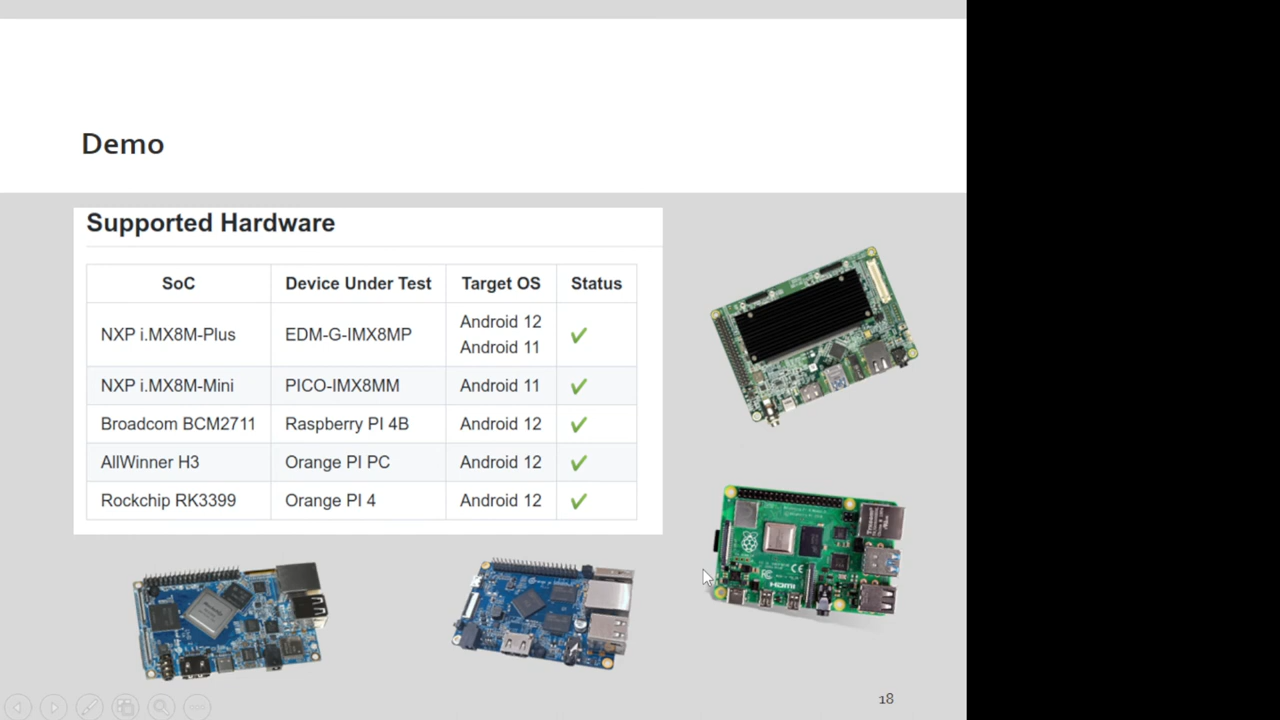 Demo
Supported Hardware
SoC Device Under Test Target OS Status
NXP i.MX8M-Plus EDM-G-IMX8MP Android 12
Android 11 ✔
NXP i.MX8M-Mini PICO-IMX8MM Android 11 ✔
Broadcom BCM2711 Raspberry PI 4B Android 12 ✔
AllWinner H3 Orange PI PC Android 12 ✔
Rockchip RK3399 Orange PI 4 Android 12 ✔
HDMI
18